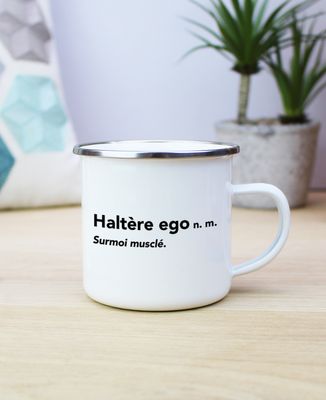 Haltère ego n. m.
Surmoi musclé.